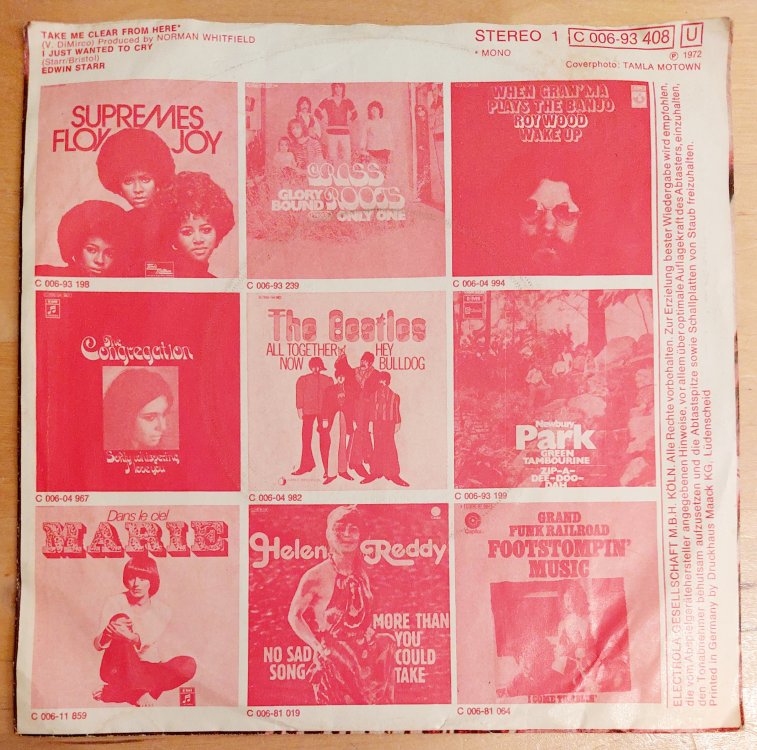 TAKE ME CLEAR FROM HERE*
(V. DiMirco) Produced by NORMAN WHITFIELD
I JUST WANTED TO CRY
(Starr/Bristol)
EDWIN STARR
STEREO 1 C 006-93 408 U
* MONO
℗ 1972
Coverphoto: TAMLA MOTOWN
SUPREMES
FLOY JOY
C 006-93 198
GRASS
ROOTS
GLORY
BOUND
ONLY ONE
C 006-93 239
WHEN GRAN'MA
PLAYS THE BANJO
ROY WOOD
WAKE UP
C 006-04 994
The
Congregation
Softly whispering
I love you
C 006-04 967
The Beatles
ALL TOGETHER
NOW
HEY
BULLDOG
C 006-04 982
Newbury
Park
GREEN
TAMBOURINE
ZIP-A-
DEE-DOO-
DAH
C 006-93 199
Dans le ciel
MARIE
C 006-11 859
Helen Reddy
NO SAD
SONG
MORE THAN
YOU
COULD
TAKE
C 006-81 019
GRAND
FUNK RAILROAD
FOOTSTOMPIN'
MUSIC
C 006-81 064
ELECTROLA GESELLSCHAFT M.B.H. KÖLN. Alle Rechte vorbehalten. Zur Erzielung bester Wiedergabe wird empfohlen,
die vom Abspielgerätehersteller angegebenen Hinweise, vor allem über optimale Auflagekraft des Abtasters, einzuhalten,
den Tonabnehmer behutsam aufzusetzen und die Abtastspitze sowie Schallplatten von Staub freizuhalten.
Printed in Germany by Druckhaus Maack KG, Lüdenscheid